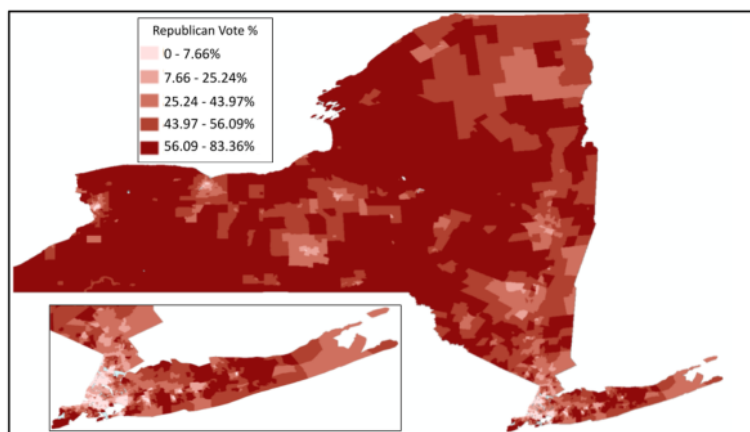 Republican Vote %
0 - 7.66%
7.66 - 25.24%
25.24 - 43.97%
43.97 - 56.09%
56.09 - 83.36%